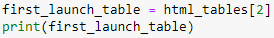 first_launch_table = html_tables[2]
print(first_launch_table)